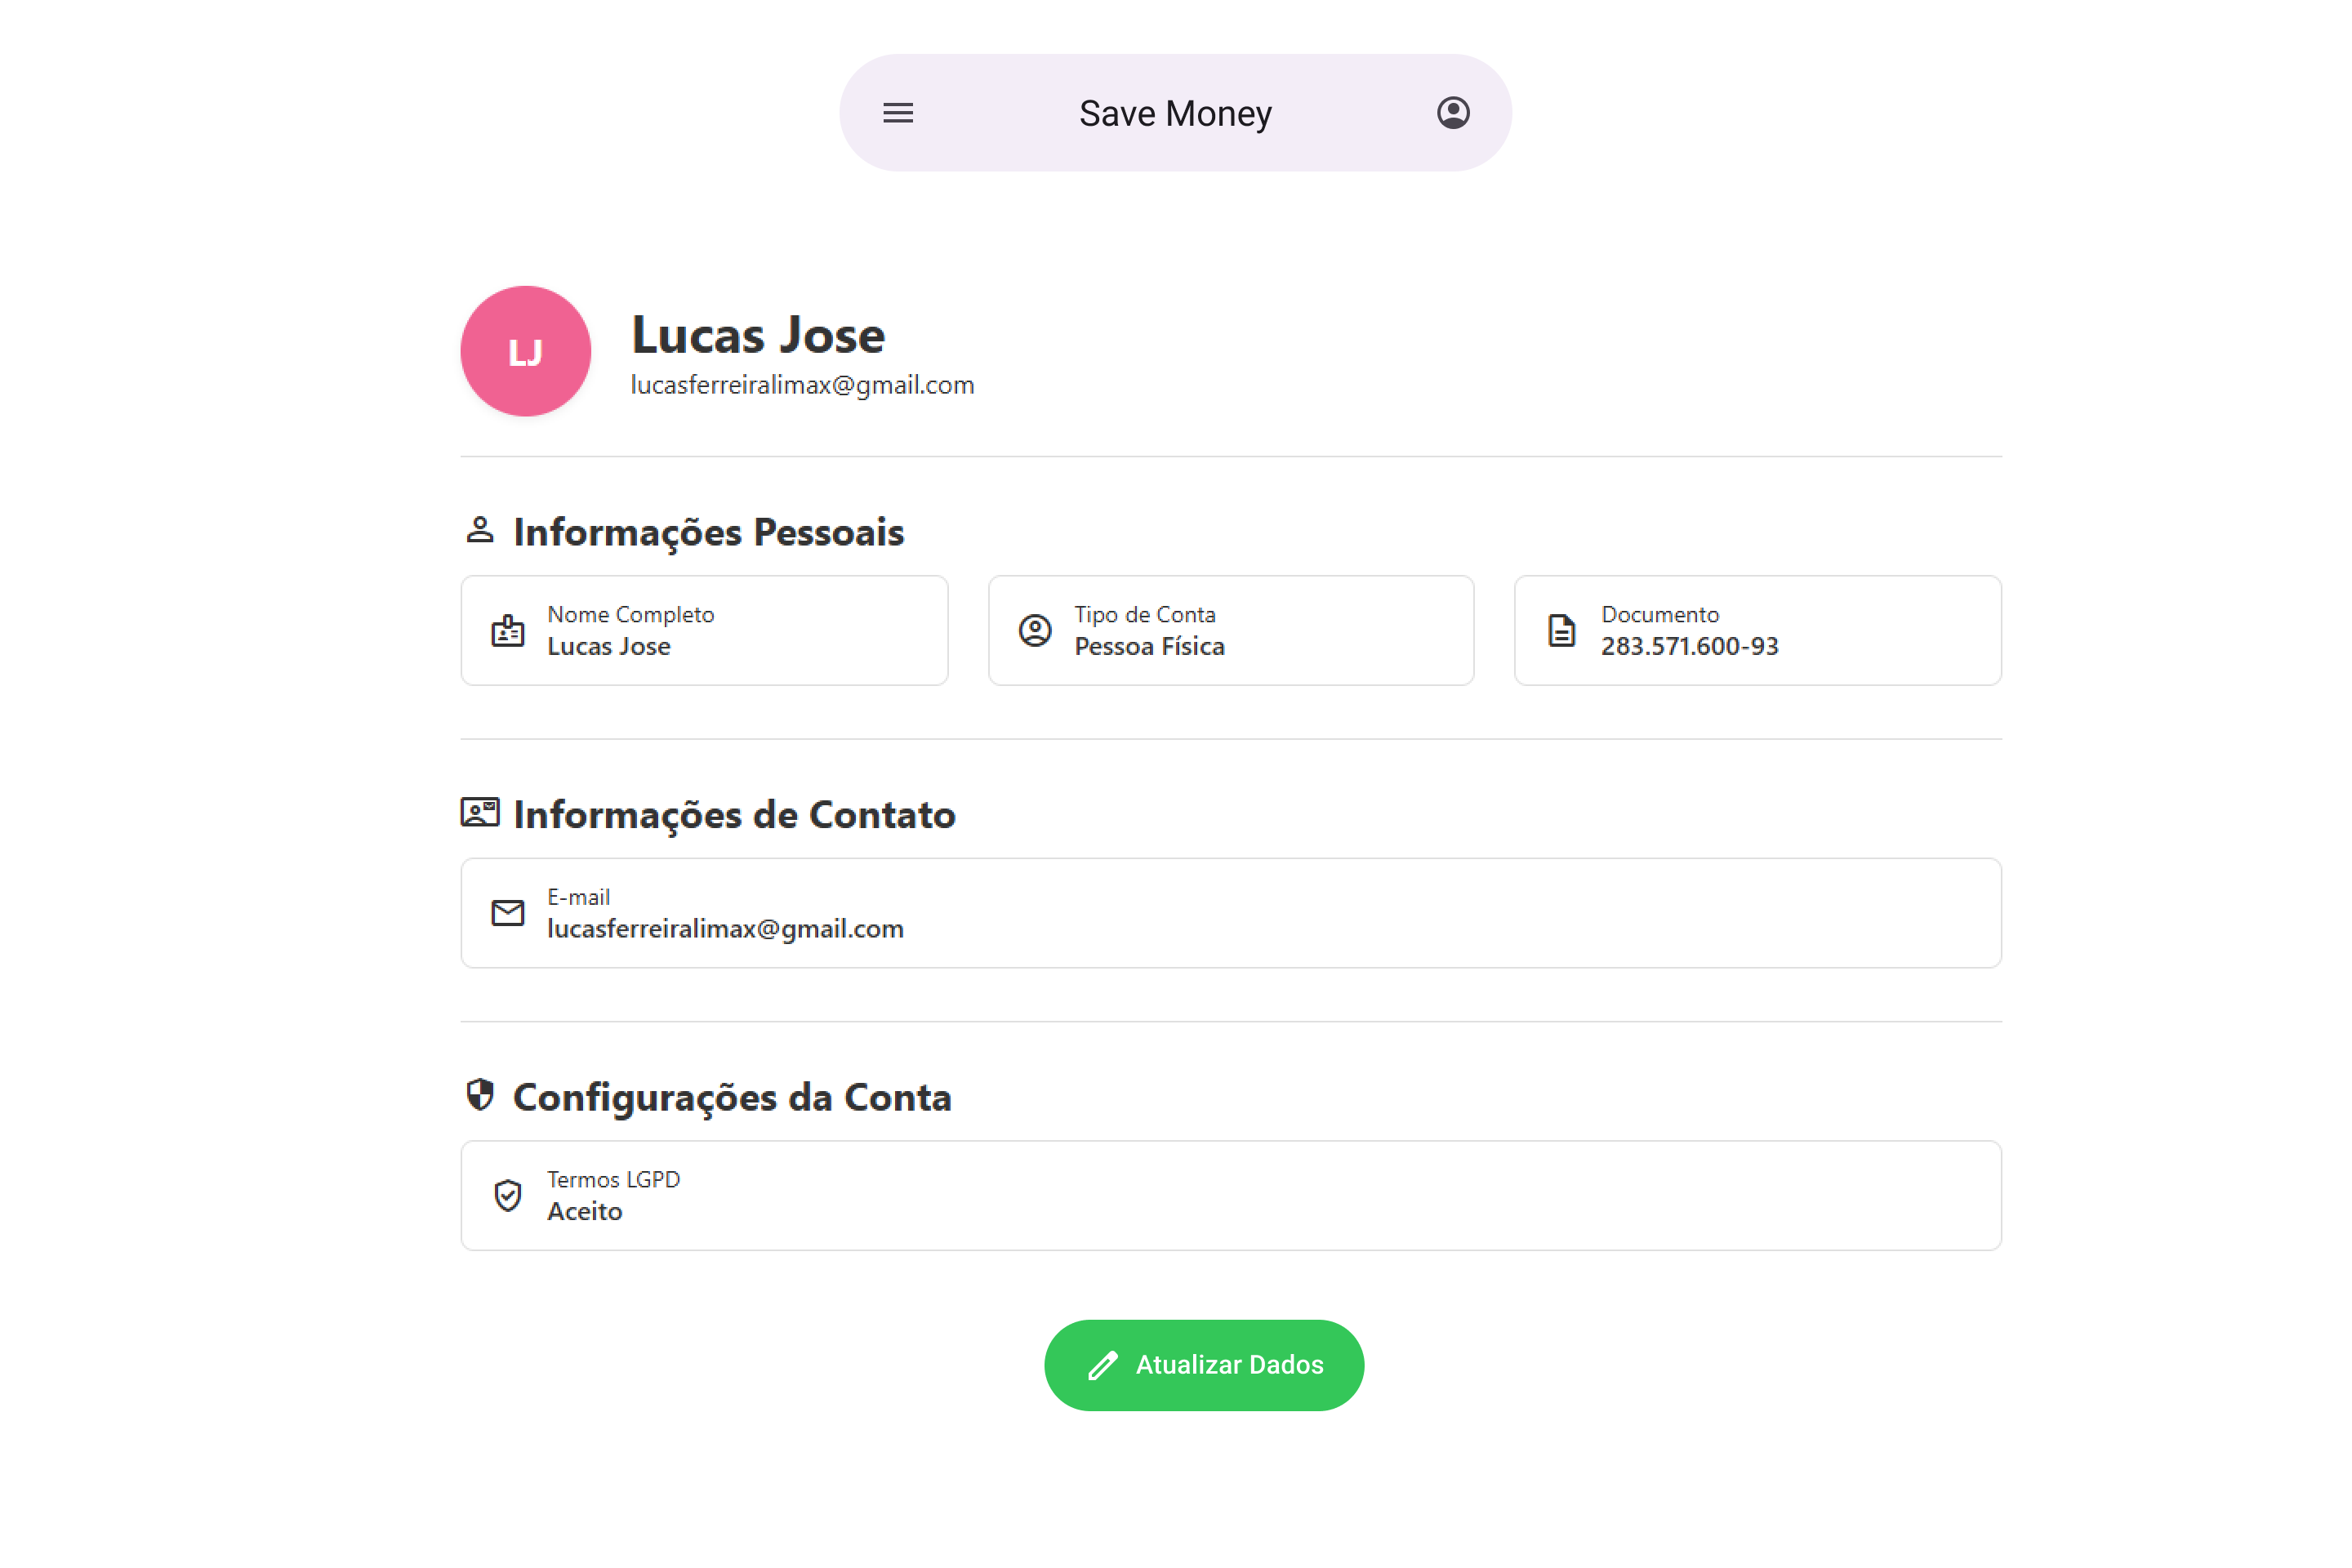 Save Money
LJ
Lucas Jose
lucasferreiralimax@gmail.com
Informações Pessoais
Nome Completo
Lucas Jose
Tipo de Conta
Pessoa Física
Documento
283.571.600-93
Informações de Contato
E-mail
lucasferreiralimax@gmail.com
Configurações da Conta
Termos LGPD
Aceito
Atualizar Dados